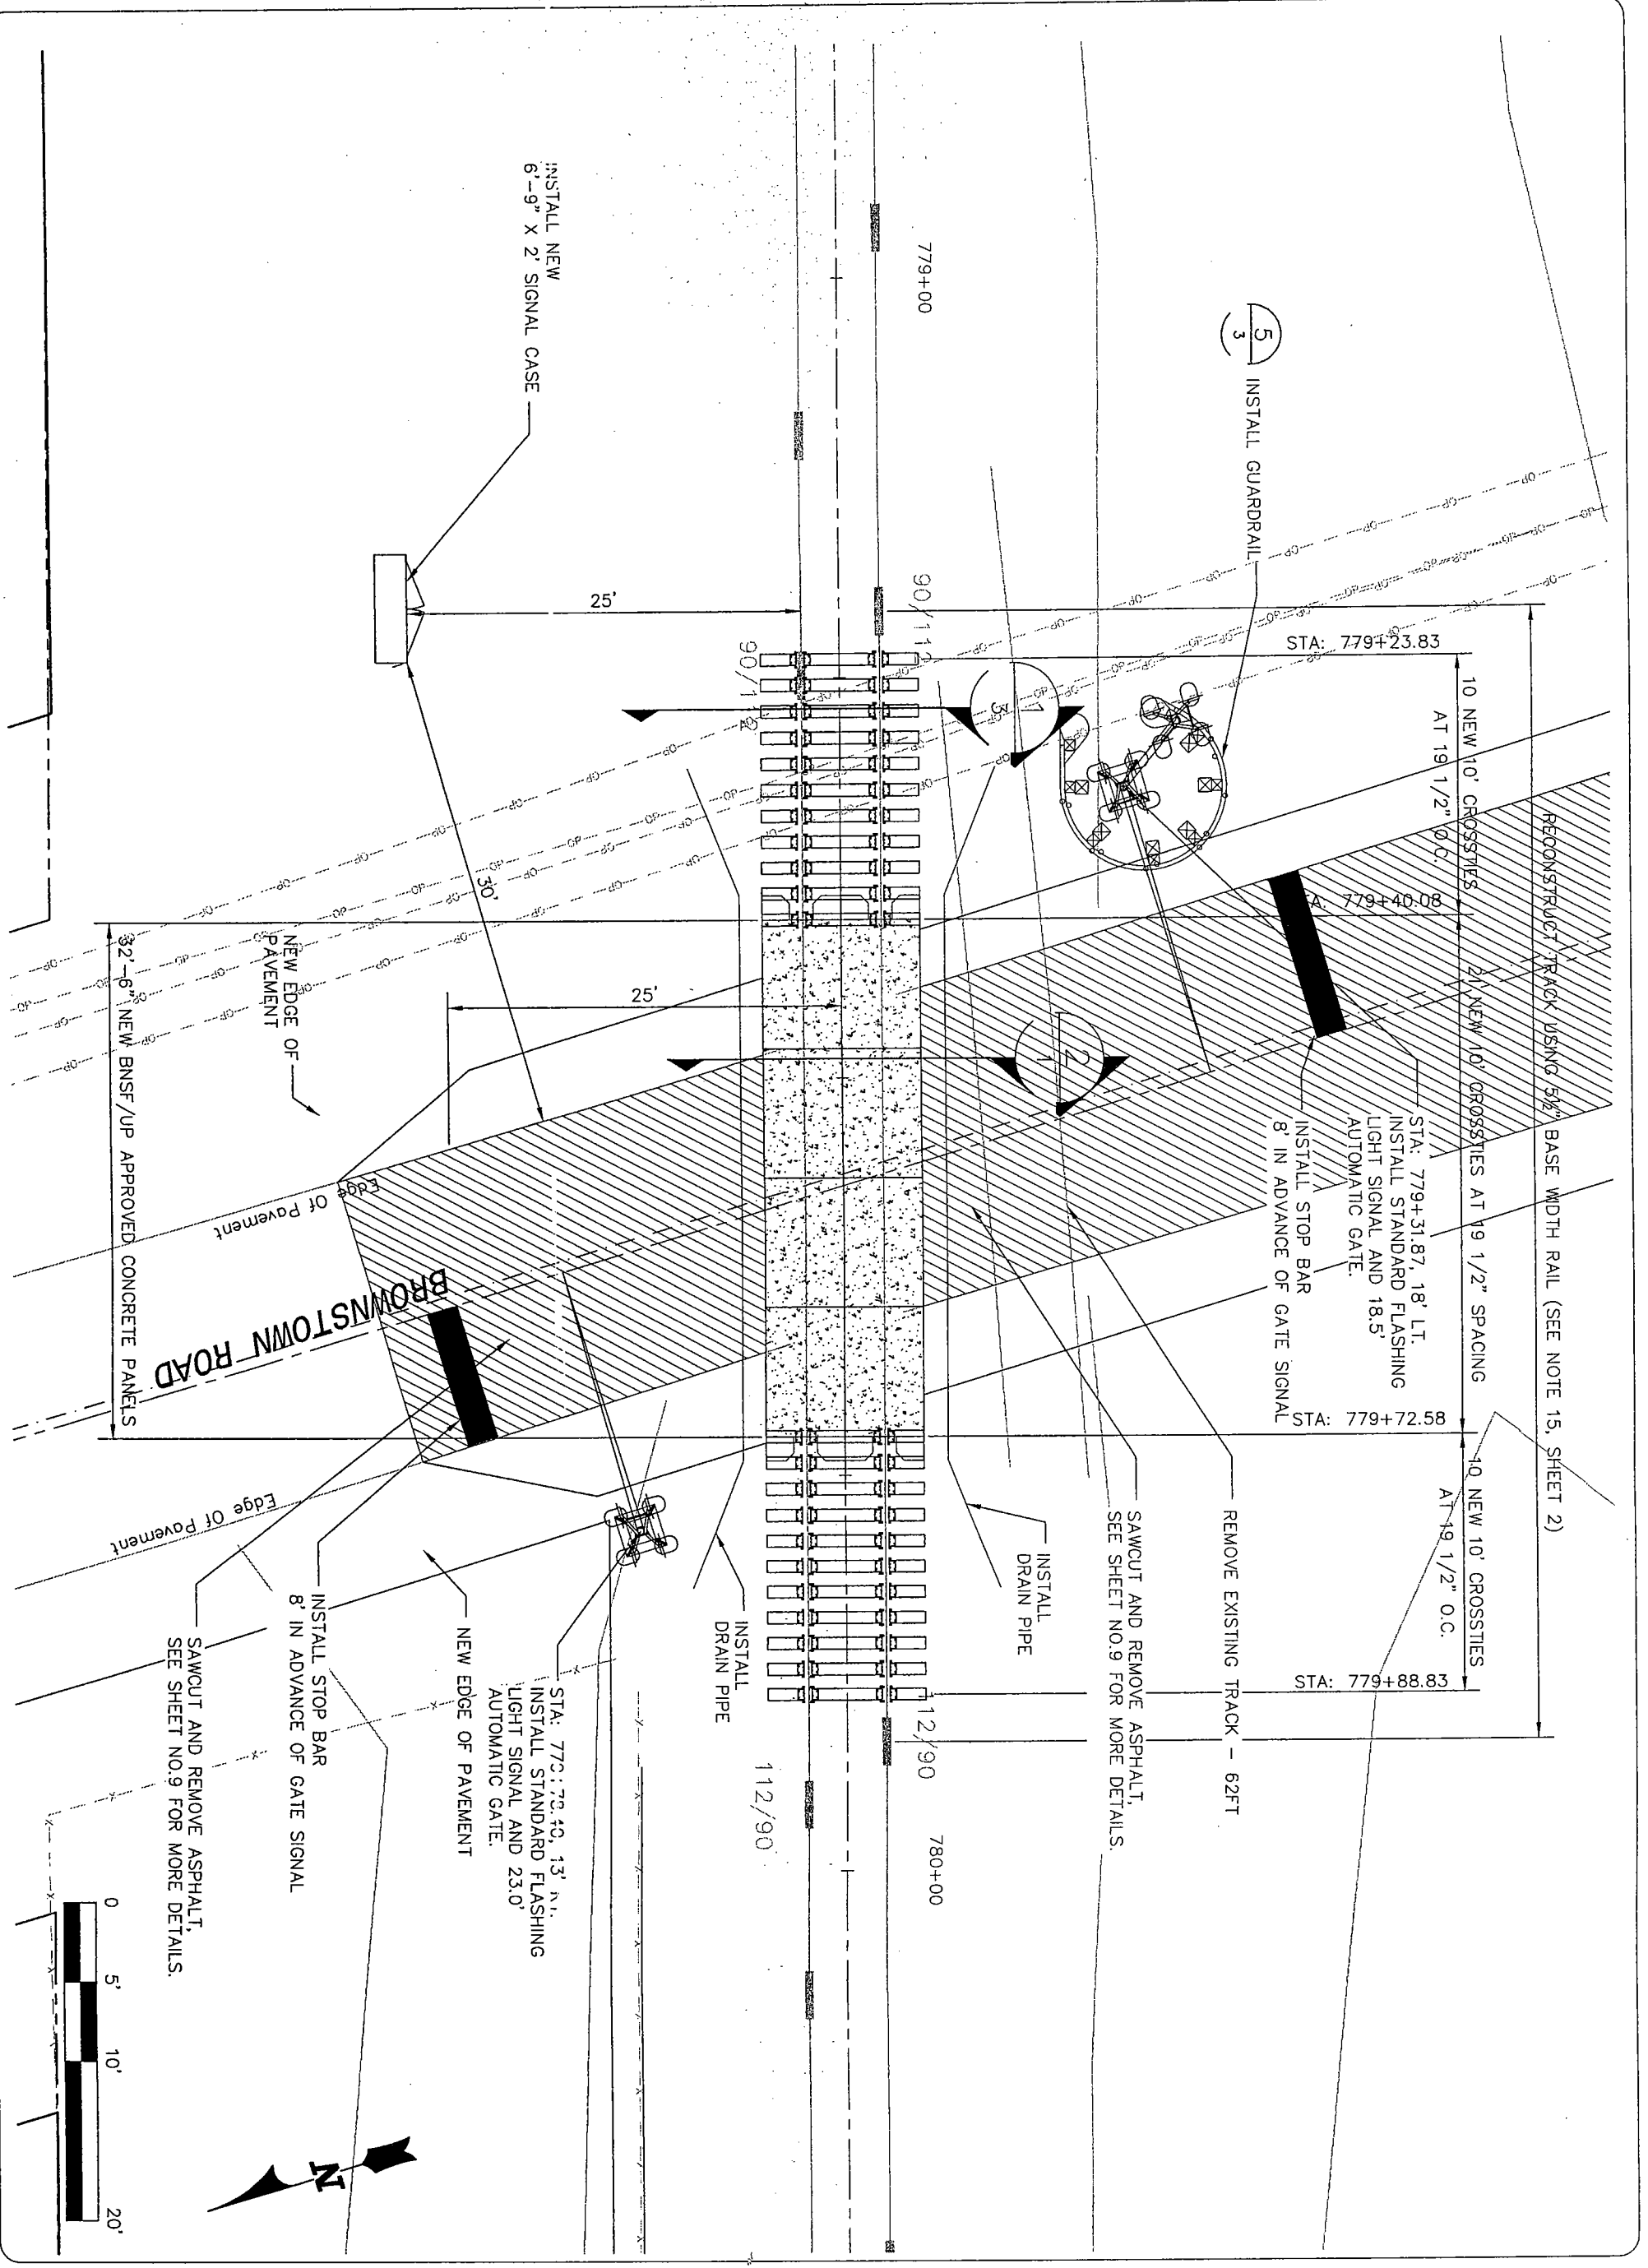 RECONSTRUCT TRACK USING 5½" BASE WIDTH RAIL (SEE NOTE 15, SHEET 2)
10 NEW 10' CROSSTIES
AT 19 1/2" O.C.
21 NEW 10' CROSSTIES AT 19 1/2" SPACING
10 NEW 10' CROSSTIES
AT 19 1/2" O.C.
STA: 779+23.83
779+40.08
STA: 779+72.58
STA: 779+88.83
5
3
INSTALL GUARDRAIL
STA: 779+31.87, 18' LT.
INSTALL STANDARD FLASHING
LIGHT SIGNAL AND 18.5'
AUTOMATIC GATE.
INSTALL STOP BAR
8' IN ADVANCE OF GATE SIGNAL
REMOVE EXISTING TRACK - 62FT
SAWCUT AND REMOVE ASPHALT,
SEE SHEET NO.9 FOR MORE DETAILS.
INSTALL
DRAIN PIPE
1
3
2
1
779+00
780+00
12/90
112/90
25'
25'
30'
INSTALL NEW
6'-9" X 2' SIGNAL CASE
INSTALL
DRAIN PIPE
STA:
13'
INSTALL STANDARD FLASHING
LIGHT SIGNAL AND 23.0'
AUTOMATIC GATE.
NEW EDGE OF PAVEMENT
NEW EDGE OF
PAVEMENT
INSTALL STOP BAR
8' IN ADVANCE OF GATE SIGNAL
SAWCUT AND REMOVE ASPHALT,
SEE SHEET NO.9 FOR MORE DETAILS.
Edge Of Pavement
Edge Of Pavement
BROWNSTOWN ROAD
32'-6" NEW BNSF/UP APPROVED CONCRETE PANELS
0
5'
10'
20'
N